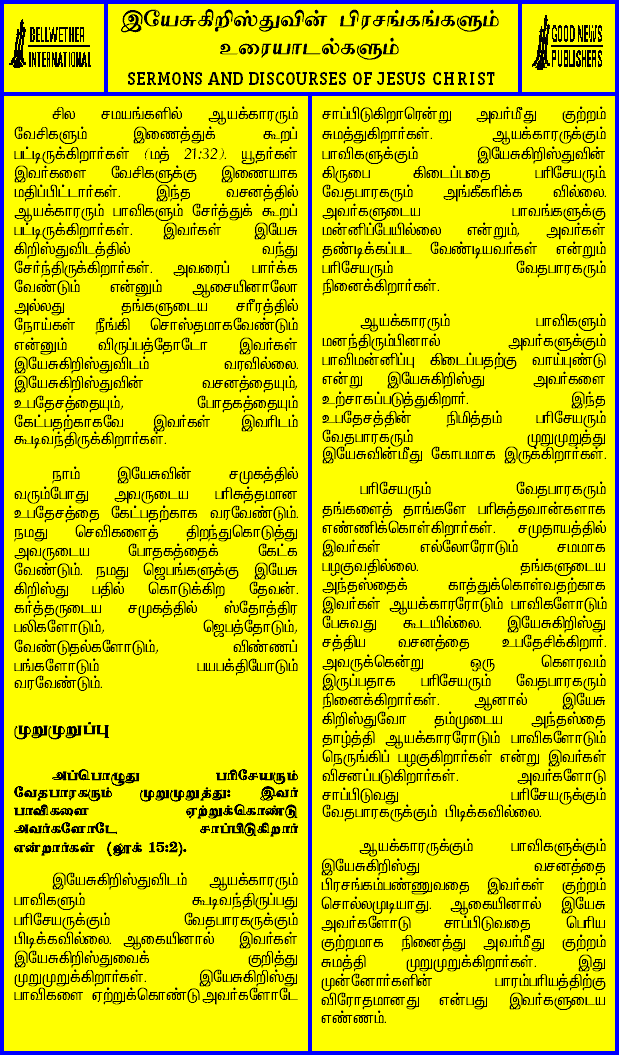 BELLWETHER
INTERNATIONAL
இயேசுகிறிஸ்துவின் பிரசங்கங்களும்
உரையாடல்களும்
SERMONS AND DISCOURSES OF JESUS CHRIST
GOOD NEWS
PUBLISHERS
சில சமயங்களில் ஆயக்காரரும்
வேசிகளும் இணைத்துக் கூறப்
பட்டிருக்கிறார்கள் (மத் 21:32). யூதர்கள்
இவர்களை வேசிகளுக்கு இணையாக
மதிப்பிட்டார்கள். இந்த வசனத்தில்
ஆயக்காரரும் பாவிகளும் சேர்த்துக் கூறப்
பட்டிருக்கிறார்கள். இவர்கள் இயேசு
கிறிஸ்துவிடத்தில் வந்து
சேர்ந்திருக்கிறார்கள். அவரைப் பார்க்க
வேண்டும் என்னும் ஆசையினாலோ
அல்லது தங்களுடைய சரீரத்தில்
நோய்கள் நீங்கி சொஸ்தமாகவேண்டும்
என்னும் விருப்பத்தோடோ இவர்கள்
இயேசுகிறிஸ்துவிடம் வரவில்லை.
இயேசுகிறிஸ்துவின் வசனத்தையும்,
உபதேசத்தையும், போதகத்தையும்
கேட்பதற்காகவே இவர்கள் இவரிடம்
கூடிவந்திருக்கிறார்கள்.
நாம் இயேசுவின் சமுகத்தில்
வரும்போது அவருடைய பரிசுத்தமான
உபதேசத்தை கேட்பதற்காக வரவேண்டும்.
நமது செவிகளைத் திறந்துகொடுத்து
அவருடைய போதகத்தைக் கேட்க
வேண்டும். நமது ஜெபங்களுக்கு இயேசு
கிறிஸ்து பதில் கொடுக்கிற தேவன்.
கர்த்தருடைய சமுகத்தில் ஸ்தோத்திர
பலிகளோடும், ஜெபத்தோடும்,
வேண்டுதல்களோடும், விண்ணப்
பங்களோடும் பயபக்தியோடும்
வரவேண்டும்.
முறுமுறுப்பு
அப்பொழுது பரிசேயரும்
வேதபாரகரும் முறுமுறுத்து: இவர்
பாவிகளை ஏற்றுக்கொண்டு
அவர்களோடே சாப்பிடுகிறார்
என்றார்கள் (லூக் 15:2).
இயேசுகிறிஸ்துவிடம் ஆயக்காரரும்
பாவிகளும் கூடிவந்திருப்பது
பரிசேயருக்கும் வேதபாரகருக்கும்
பிடிக்கவில்லை. ஆகையினால் இவர்கள்
இயேசுகிறிஸ்துவைக் குறித்து
முறுமுறுக்கிறார்கள். இயேசுகிறிஸ்து
பாவிகளை ஏற்றுக்கொண்டு அவர்களோடே
சாப்பிடுகிறாரென்று அவர்மீது குற்றம்
சுமத்துகிறார்கள். ஆயக்காரருக்கும்
பாவிகளுக்கும் இயேசுகிறிஸ்துவின்
கிருபை கிடைப்பதை பரிசேயரும்
வேதபாரகரும் அங்கீகரிக்க வில்லை.
அவர்களுடைய பாவங்களுக்கு
மன்னிப்பேயில்லை என்றும், அவர்கள்
தண்டிக்கப்பட வேண்டியவர்கள் என்றும்
பரிசேயரும் வேதபாரகரும்
நினைக்கிறார்கள்.
ஆயக்காரரும் பாவிகளும்
மனந்திரும்பினால் அவர்களுக்கும்
பாவிமன்னிப்பு கிடைப்பதற்கு வாய்புண்டு
என்று இயேசுகிறிஸ்து அவர்களை
உற்சாகப்படுத்துகிறார். இந்த
உபதேசத்தின் நிமித்தம் பரிசேயரும்
வேதபாரகரும் முறுமுறுத்து
இயேசுவின்மீது கோபமாக இருக்கிறார்கள்.
பரிசேயரும் வேதபாரகரும்
தங்களைத் தாங்களே பரிசுத்தவான்களாக
எண்ணிக்கொள்கிறார்கள். சமுதாயத்தில்
இவர்கள் எல்லோரோடும் சமமாக
பழகுவதில்லை. தங்களுடைய
அந்தஸ்தைக் காத்துக்கொள்வதற்காக
இவர்கள் ஆயக்காரரோடும் பாவிகளோடும்
பேசுவது கூடயில்லை. இயேசுகிறிஸ்து
சத்திய வசனத்தை உபதேசிக்கிறார்.
அவருக்கென்று ஒரு கௌரவம்
இருப்பதாக பரிசேயரும் வேதபாரகரும்
நினைக்கிறார்கள். ஆனால் இயேசு
கிறிஸ்துவோ தம்முடைய அந்தஸ்தை
தாழ்த்தி ஆயக்காரரோடும் பாவிகளோடும்
நெருங்கிப் பழகுகிறார்கள் என்று இவர்கள்
விசனப்படுகிறார்கள். அவர்களோடு
சாப்பிடுவது பரிசேயருக்கும்
வேதபாரகருக்கும் பிடிக்கவில்லை.
ஆயக்காரருக்கும் பாவிகளுக்கும்
இயேசுகிறிஸ்து வசனத்தை
பிரசங்கம்பண்ணுவதை இவர்கள் குற்றம்
சொல்லமுடியாது. ஆகையினால் இயேசு
அவர்களோடு சாப்பிடுவதை பெரிய
குற்றமாக நினைத்து அவர்மீது குற்றம்
சுமத்தி முறுமுறுக்கிறார்கள். இது
முன்னோர்களின் பாரம்பரியத்திற்கு
விரோதமானது என்பது இவர்களுடைய
எண்ணம்.